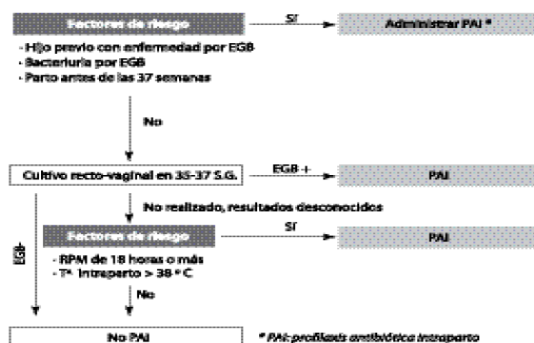 Factores de riesgo
Sí
Administrar PAI *
- Hijo previo con enfermedad por EGB
- Bacteriuria por EGB
- Parto antes de las 37 semanas
No
Cultivo recto-vaginal en 35-37 S.G.
EGB +
PAI
No realizado, resultados desconocidos
EGB-
Factores de riesgo
Sí
PAI
- RPM de 18 horas o más
- Tª Intraparto > 38 º C
No
No PAI
* PAI: profilaxis antibiótica intraparto